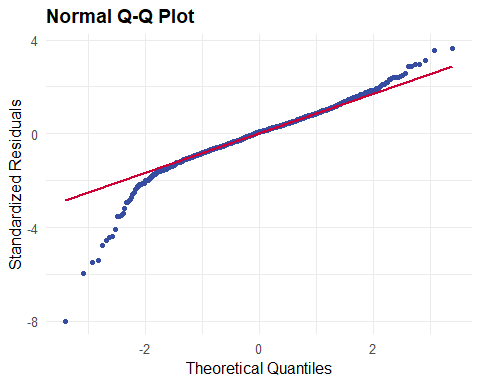 Normal Q-Q Plot
4
0
-4
-8
Standardized Residuals
-2
0
2
Theoretical Quantiles